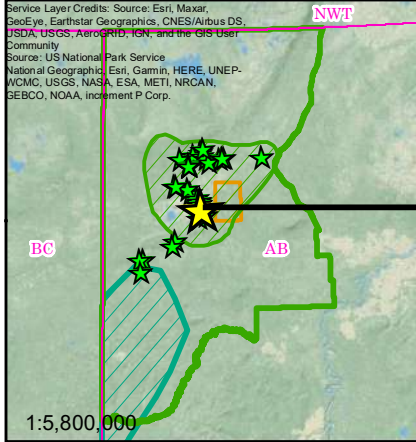 Service Layer Credits: Source: Esri, Maxar,
GeoEye, Earthstar Geographics, CNES/Airbus DS,
USDA, USGS, AeroGRID, IGN, and the GIS User
Community
Source: US National Park Service
National Geographic, Esri, Garmin, HERE, UNEP-
WCMC, USGS, NASA, ESA, METI, NRCAN,
GEBCO, NOAA, increment P Corp.
NWT
BC
AB
1:5,800,000